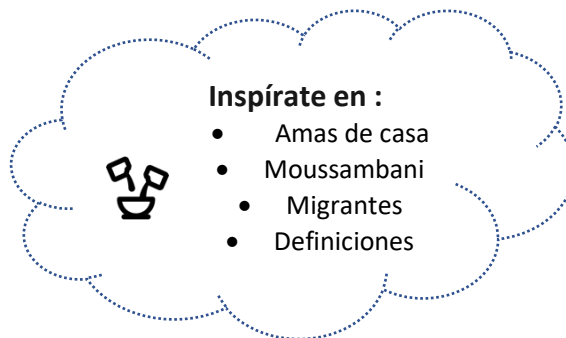 Inspírate en :
• Amas de casa
• Moussambani
• Migrantes
• Definiciones